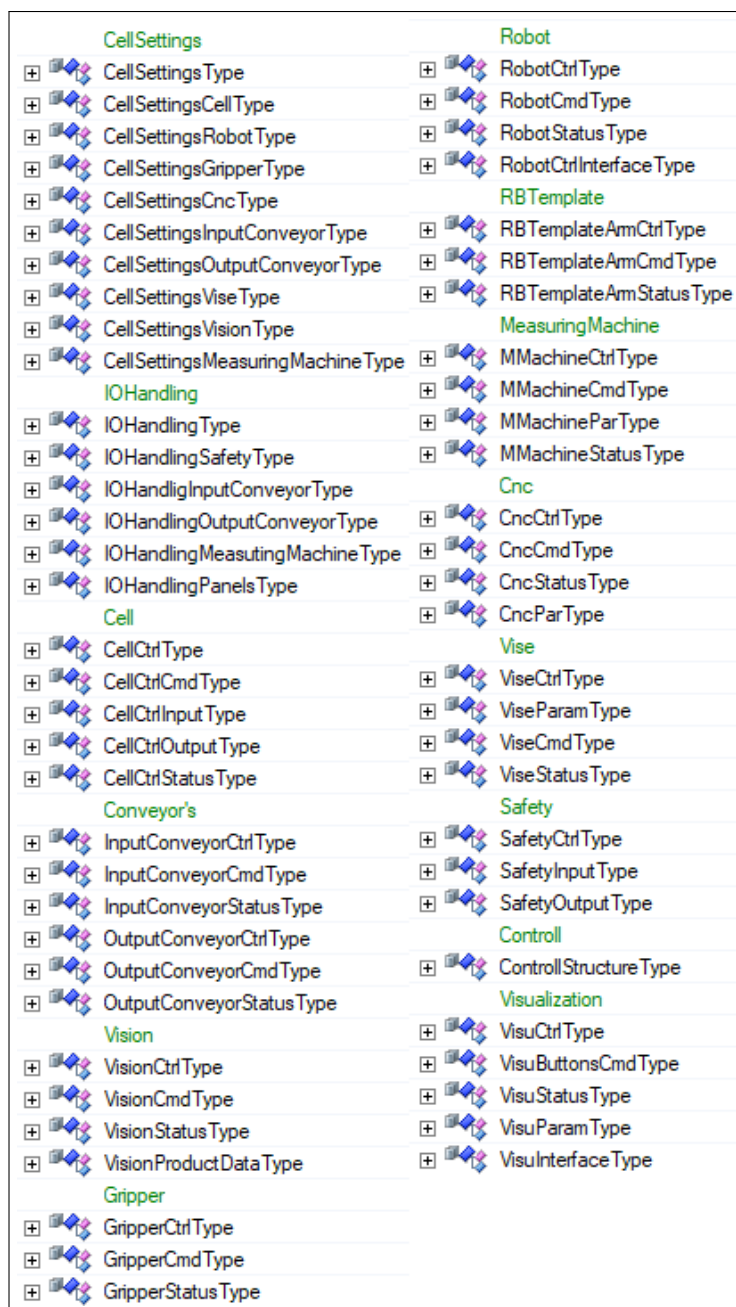 CellSettings
CellSettingsType
CellSettingsCellType
CellSettingsRobotType
CellSettingsGripperType
CellSettingsCncType
CellSettingsInputConveyorType
CellSettingsOutputConveyorType
CellSettingsViseType
CellSettingsVisionType
CellSettingsMeasuringMachineType
IOHandling
IOHandlingType
IOHandlingSafetyType
IOHandligInputConveyorType
IOHandlingOutputConveyorType
IOHandlingMeasutingMachineType
IOHandlingPanelsType
Cell
CellCtrlType
CellCtrlCmdType
CellCtrlInputType
CellCtrlOutputType
CellCtrlStatusType
Conveyor's
InputConveyorCtrlType
InputConveyorCmdType
InputConveyorStatusType
OutputConveyorCtrlType
OutputConveyorCmdType
OutputConveyorStatusType
Vision
VisionCtrlType
VisionCmdType
VisionStatusType
VisionProductDataType
Gripper
GripperCtrlType
GripperCmdType
GripperStatusType
Robot
RobotCtrlType
RobotCmdType
RobotStatusType
RobotCtrlInterfaceType
RBTemplate
RBTemplateArmCtrlType
RBTemplateArmCmdType
RBTemplateArmStatusType
MeasuringMachine
MMachineCtrlType
MMachineCmdType
MMachineParType
MMachineStatusType
Cnc
CncCtrlType
CncCmdType
CncStatusType
CncParType
Vise
ViseCtrlType
ViseParamType
ViseCmdType
ViseStatusType
Safety
SafetyCtrlType
SafetyInputType
SafetyOutputType
Controll
ControllStructureType
Visualization
VisuCtrlType
VisuButtonsCmdType
VisuStatusType
VisuParamType
VisuInterfaceType